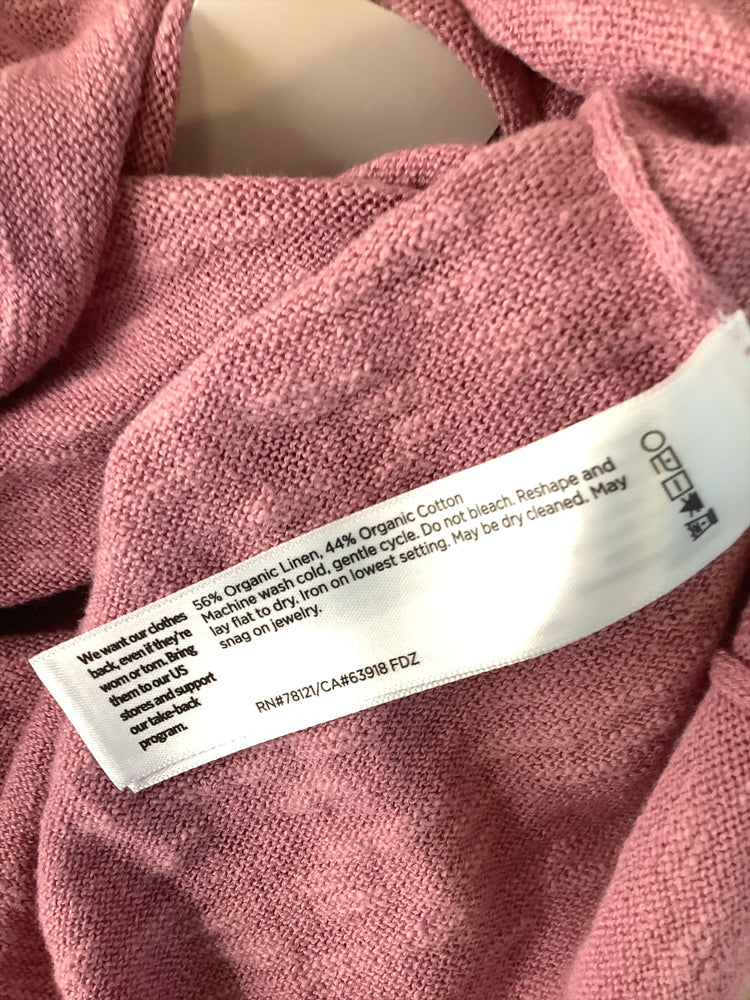 We want our clothes
back, even if they're
worn or torn. Bring
them to our US
stores and support
our take-back
program.
56% Organic Linen, 44% Organic Cotton
Machine wash cold, gentle cycle. Do not bleach. Reshape and
lay flat to dry. Iron on lowest setting. May be dry cleaned. May
snag on jewelry.
RN#78121/CA#63918 FDZ